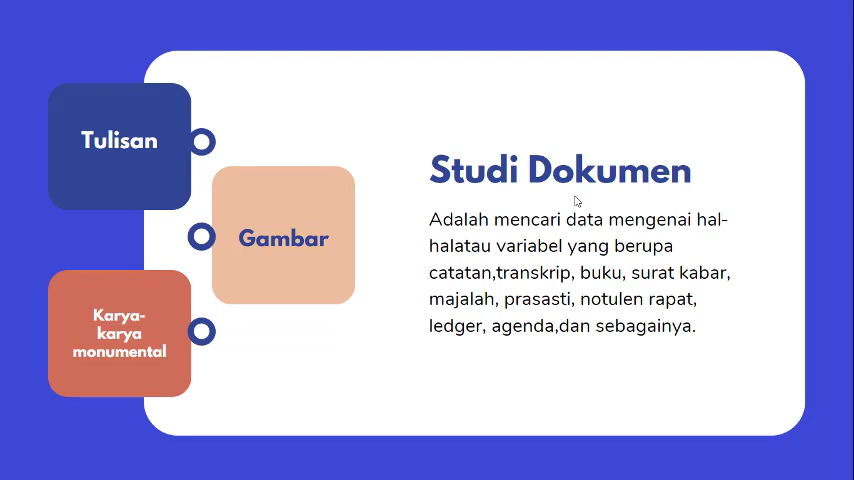 Tulisan
Gambar
Karya-
karya
monumental
Studi Dokumen
Adalah mencari data mengenai hal-
halatau variabel yang berupa
catatan,transkrip, buku, surat kabar,
majalah, prasasti, notulen rapat,
ledger, agenda,dan sebagainya.